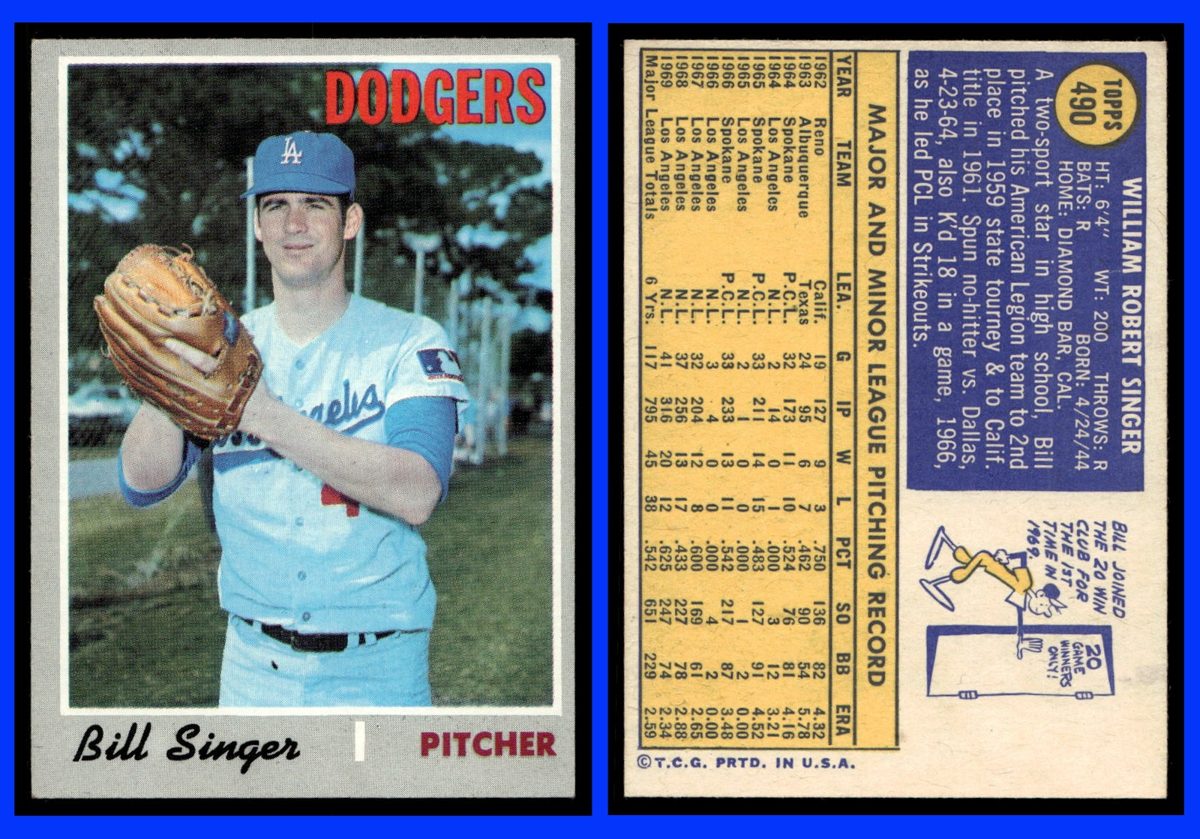 DODGERS
LA
ngeles
4
Bill Singer
PITCHER
TOPPS
490
WILLIAM ROBERT SINGER
HT: 6'4" WT: 200 THROWS: R
BATS: R BORN: 4/24/44
HOME: DIAMOND BAR, CAL.
A two-sport star in high school, Bill
pitched his American Legion team to 2nd
place in 1959 state tourney & to Calif.
title in 1961. Spun no-hitter vs. Dallas,
4-23-64, also K'd 18 in a game, 1966,
as he led PCL in Strikeouts.
BILL JOINED
THE 20 WIN
CLUB FOR
THE 1ST
TIME IN
1969.
20
GAME
WINNERS
ONLY!
MAJOR AND MINOR LEAGUE PITCHING RECORD
YEAR TEAM LEA. G IP W L PCT SO BB ERA
1962 Reno Calif. 19 127 9 3 .750 136 82 4.32
1963 Albuquerque Texas 24 95 6 7 .462 90 54 5.78
1964 Spokane P.C.L. 32 173 11 10 .524 76 81 4.16
1964 Los Angeles N.L. 2 14 0 1 .000 3 12 3.21
1965 Spokane P.C.L. 33 211 14 15 .483 127 91 4.52
1965 Los Angeles N.L. 2 1 0 0 .000 1 2 0.00
1966 Spokane P.C.L. 33 233 13 11 .542 217 87 3.48
1966 Los Angeles N.L. 3 4 0 0 .000 4 2 0.00
1967 Los Angeles N.L. 32 204 12 8 .600 169 61 2.65
1968 Los Angeles N.L. 37 256 13 17 .433 227 78 2.88
1969 Los Angeles N.L. 41 316 20 12 .625 247 74 2.34
Major League Totals 6 Yrs. 117 795 45 38 .542 651 229 2.59
© T.C.G. PRTD. IN U.S.A.